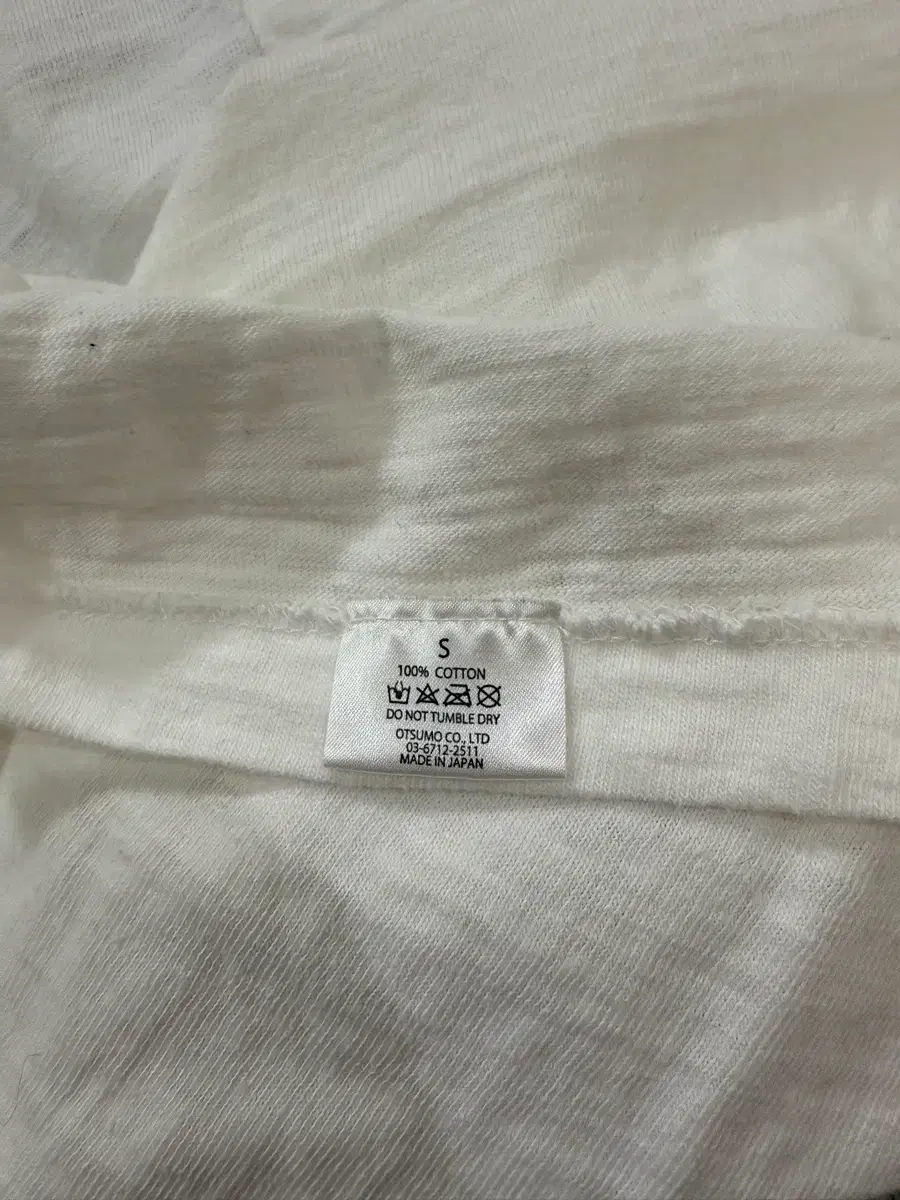 S
100% COTTON
DO NOT TUMBLE DRY
OTSUMO CO., LTD
03-6712-2511
MADE IN JAPAN